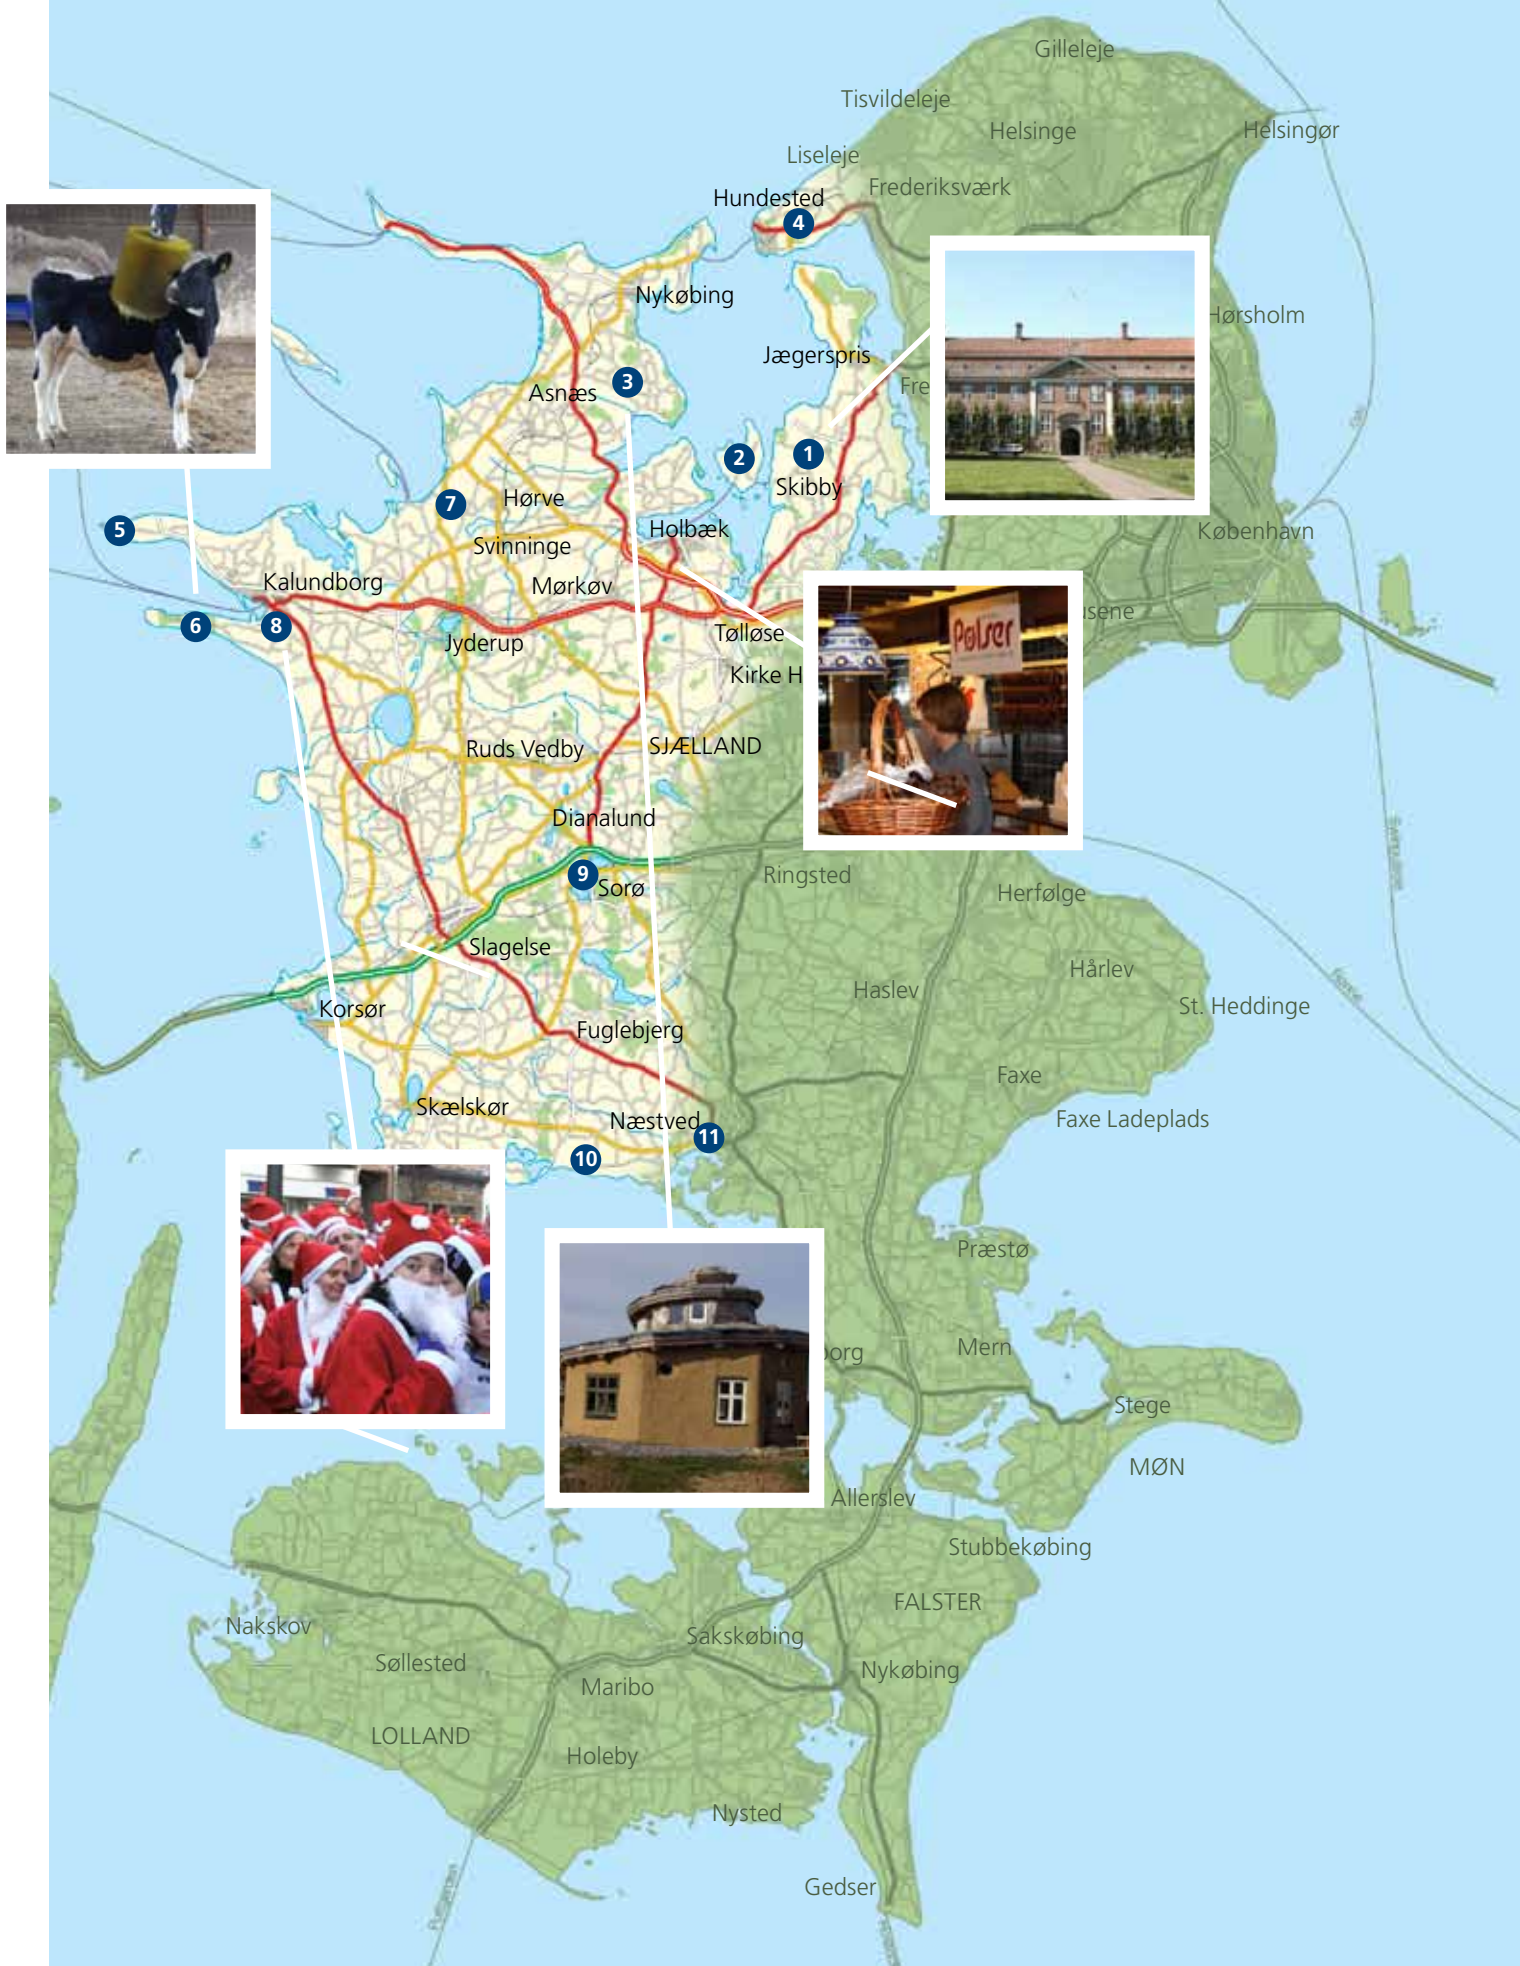 Gilleleje
Tisvildeleje
Helsinge
Helsingør
Liseleje
Hundested
Frederiksværk
4
Nykøbing
Hørsholm
Jægerspris
3
Asnæs
Fre
2
1
Skibby
7
Hørve
5
Holbæk
København
Svinninge
Kalundborg
Mørkøv
6
8
Jyderup
Tølløse
usene
Pølser
Kirke H
Ruds Vedby
SJÆLLAND
Dianalund
9
Sorø
Ringsted
Herfølge
Slagelse
Haslev
Hårlev
Korsør
St. Heddinge
Fuglebjerg
Faxe
Skælskør
Næstved
Faxe Ladeplads
11
10
Præstø
borg
Mern
Stege
MØN
Allerslev
Stubbekøbing
FALSTER
Nakskov
Sakskøbing
Søllested
Nykøbing
Maribo
LOLLAND
Holeby
Nysted
Gedser